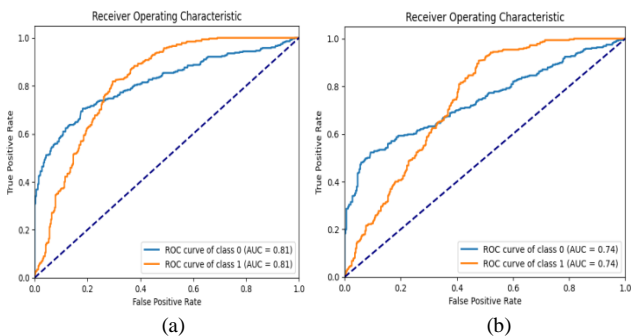 Receiver Operating Characteristic
True Positive Rate
1.0
0.8
0.6
0.4
0.2
0.0
ROC curve of class 0 (AUC = 0.81)
ROC curve of class 1 (AUC = 0.81)
0.0 0.2 0.4 0.6 0.8 1.0
False Positive Rate
(a)
Receiver Operating Characteristic
True Positive Rate
1.0
0.8
0.6
0.4
0.2
0.0
ROC curve of class 0 (AUC = 0.74)
ROC curve of class 1 (AUC = 0.74)
0.0 0.2 0.4 0.6 0.8 1.0
False Positive Rate
(b)